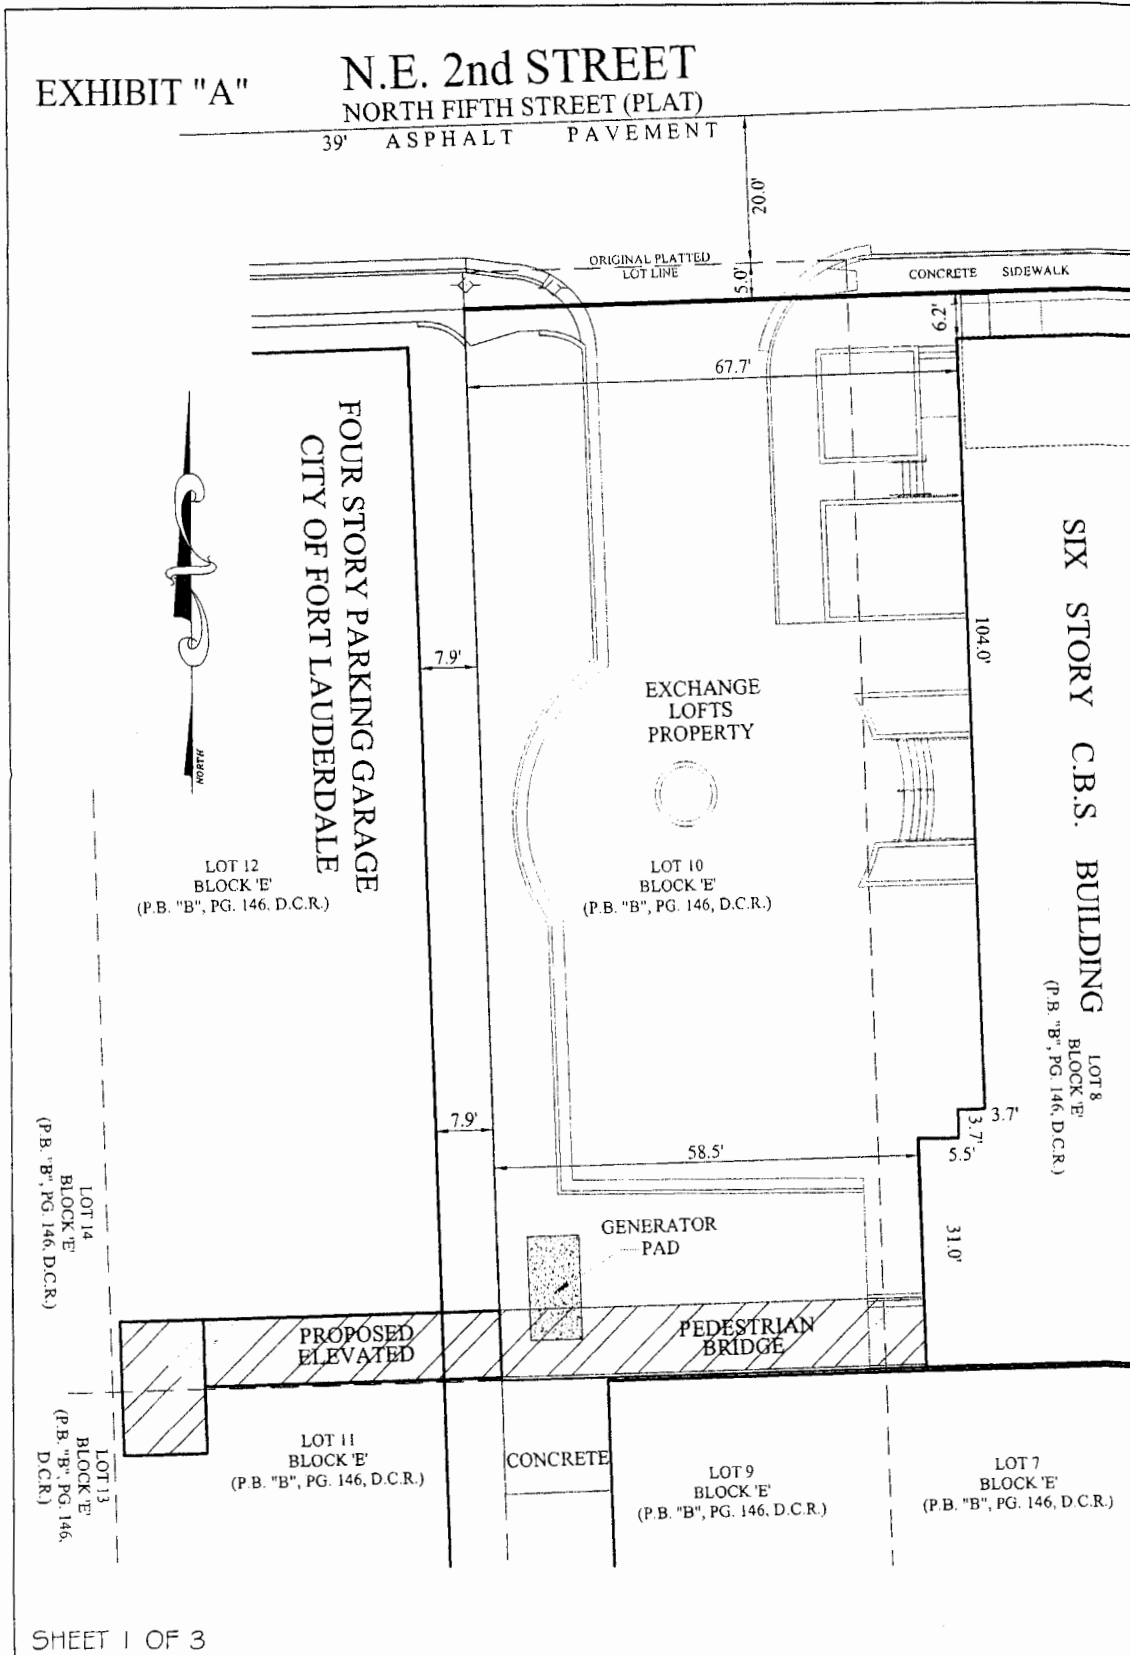 EXHIBIT "A"
N.E. 2nd STREET
NORTH FIFTH STREET (PLAT)
39' ASPHALT PAVEMENT
20.0'
ORIGINAL PLATTED
LOT LINE
5.0'
CONCRETE SIDEWALK
6.2'
67.7'
FOUR STORY PARKING GARAGE
CITY OF FORT LAUDERDALE
NORTH
7.9'
EXCHANGE
LOFTS
PROPERTY
104.0'
SIX STORY C.B.S. BUILDING
LOT 12
BLOCK 'E'
(P.B. "B", PG. 146, D.C.R.)
LOT 10
BLOCK 'E'
(P.B. "B", PG. 146, D.C.R.)
LOT 8
BLOCK 'E'
(P.B. "B", PG. 146, D.C.R.)
7.9'
3.7'
3.7'
5.5'
58.5'
31.0'
LOT 14
BLOCK 'E'
(P.B. "B", PG. 146, D.C.R.)
GENERATOR
PAD
PROPOSED
ELEVATED
PEDESTRIAN
BRIDGE
LOT 13
BLOCK 'E'
(P.B. "B", PG. 146,
D.C.R.)
LOT 11
BLOCK 'E'
(P.B. "B", PG. 146, D.C.R.)
CONCRETE
LOT 9
BLOCK 'E'
(P.B. "B", PG. 146, D.C.R.)
LOT 7
BLOCK 'E'
(P.B. "B", PG. 146, D.C.R.)
SHEET 1 OF 3